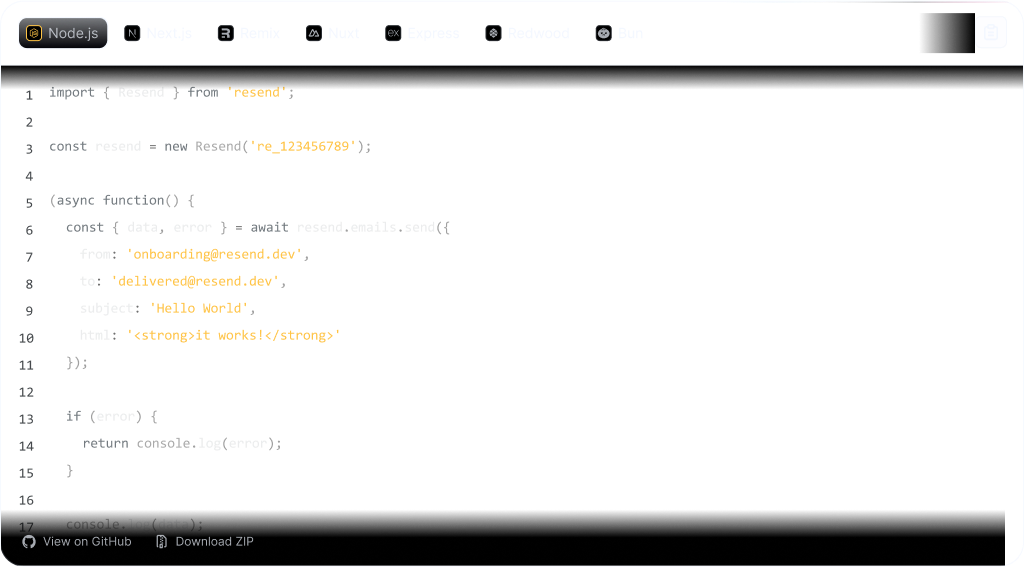 Node.js Next.js Remix Nuxt Express Redwood Bun
1 import { Resend } from 'resend';
2
3 const resend = new Resend('re_123456789');
4
5 (async function() {
6 const { data, error } = await resend.emails.send({
7 from: 'onboarding@resend.dev',
8 to: 'delivered@resend.dev',
9 subject: 'Hello World',
10 html: '<strong>it works!</strong>'
11 });
12
13 if (error) {
14 return console.log(error);
15 }
16
17 console.log(data);
View on GitHub Download ZIP